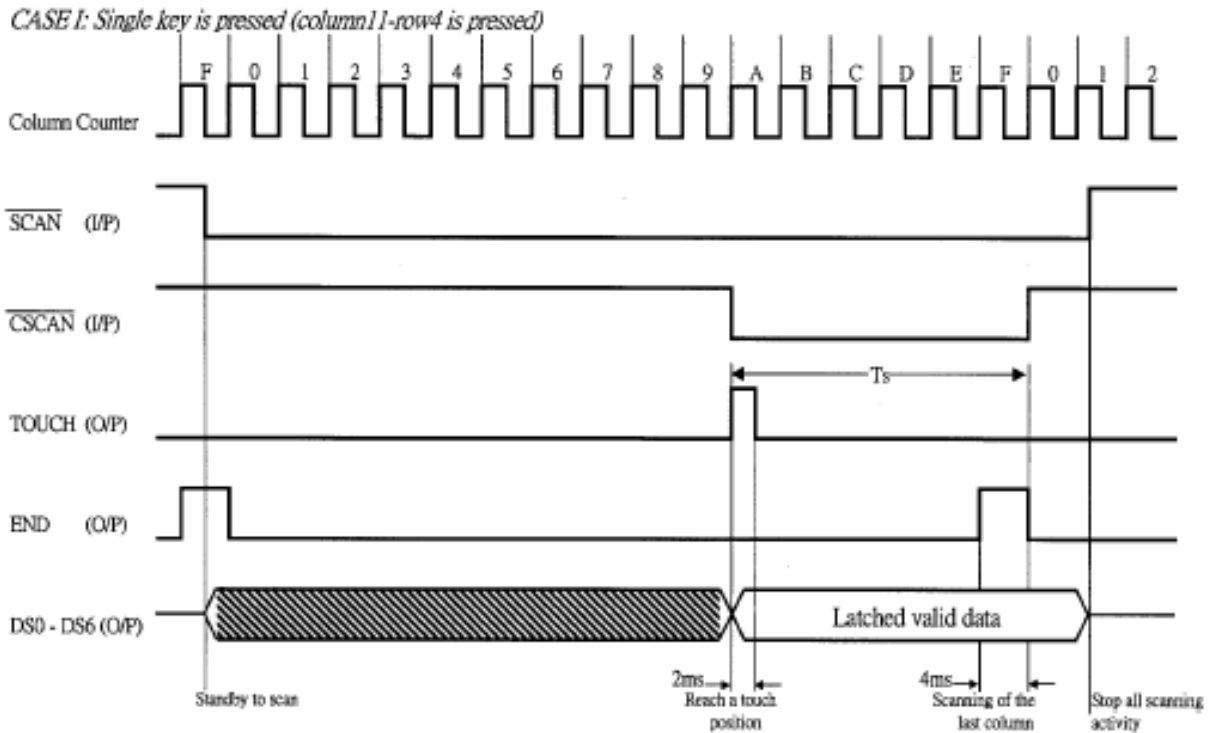 CASE I: Single key is pressed (column11-row4 is pressed)
F 0 1 2 3 4 5 6 7 8 9 A B C D E F 0 1 2
Column Counter
SCAN (I/P)
CSCAN (I/P)
Ts
TOUCH (O/P)
END (O/P)
DS0 - DS6 (O/P)
Latched valid data
2ms
4ms
Standby to scan
Reach a touch
position
Scanning of the
last column
Stop all scanning
activity